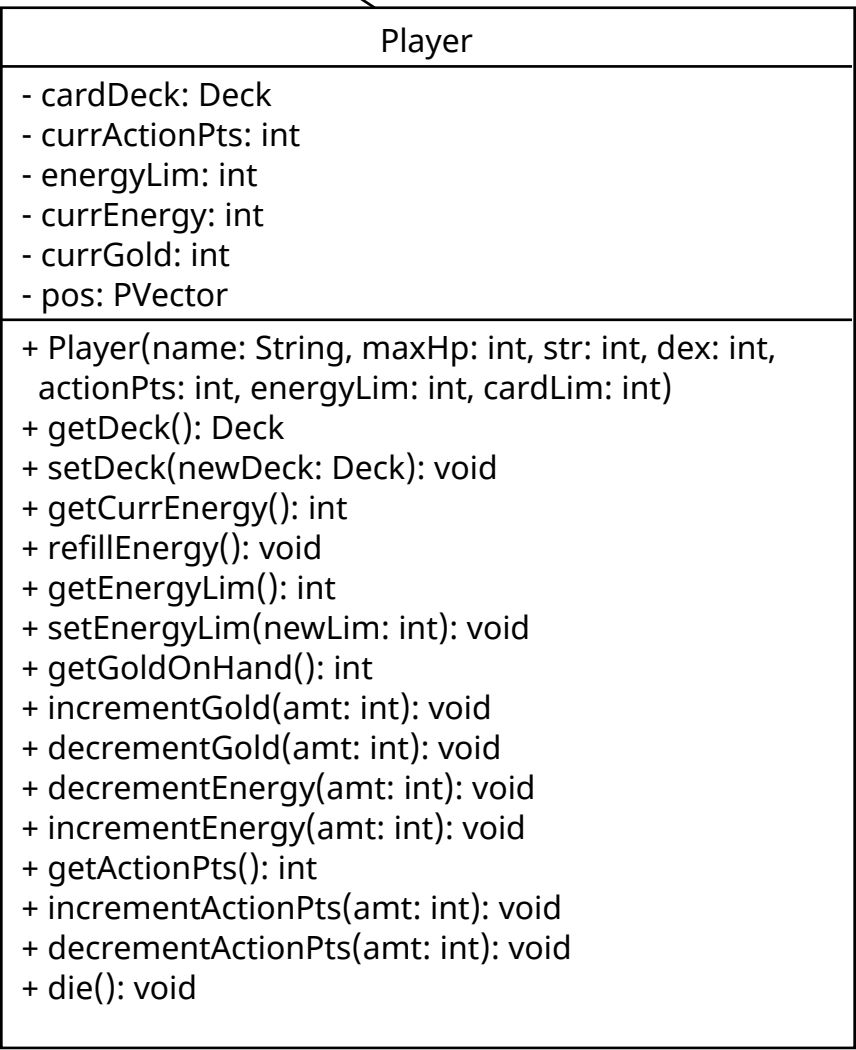 Player
- cardDeck: Deck
- currActionPts: int
- energyLim: int
- currEnergy: int
- currGold: int
- pos: PVector
+ Player(name: String, maxHp: int, str: int, dex: int,
actionPts: int, energyLim: int, cardLim: int)
+ getDeck(): Deck
+ setDeck(newDeck: Deck): void
+ getCurrEnergy(): int
+ refillEnergy(): void
+ getEnergyLim(): int
+ setEnergyLim(newLim: int): void
+ getGoldOnHand(): int
+ incrementGold(amt: int): void
+ decrementGold(amt: int): void
+ decrementEnergy(amt: int): void
+ incrementEnergy(amt: int): void
+ getActionPts(): int
+ incrementActionPts(amt: int): void
+ decrementActionPts(amt: int): void
+ die(): void